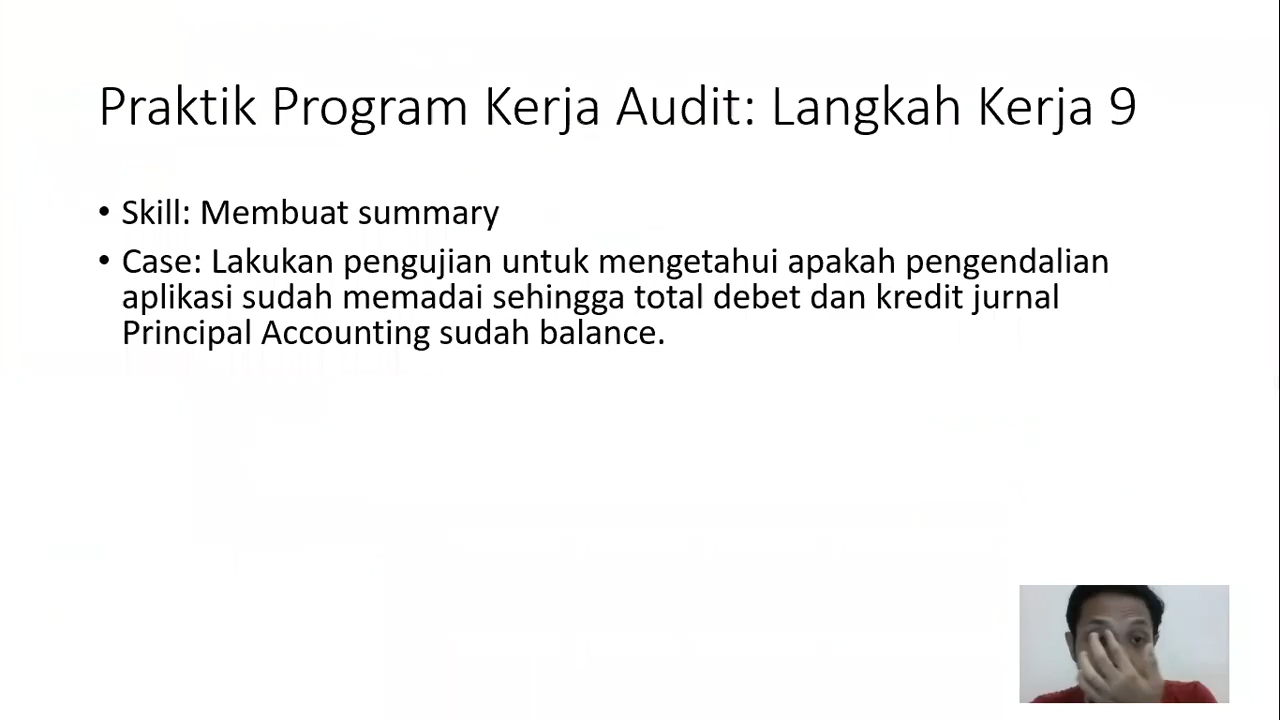 Praktik Program Kerja Audit: Langkah Kerja 9
• Skill: Membuat summary
• Case: Lakukan pengujian untuk mengetahui apakah pengendalian
aplikasi sudah memadai sehingga total debet dan kredit jurnal
Principal Accounting sudah balance.